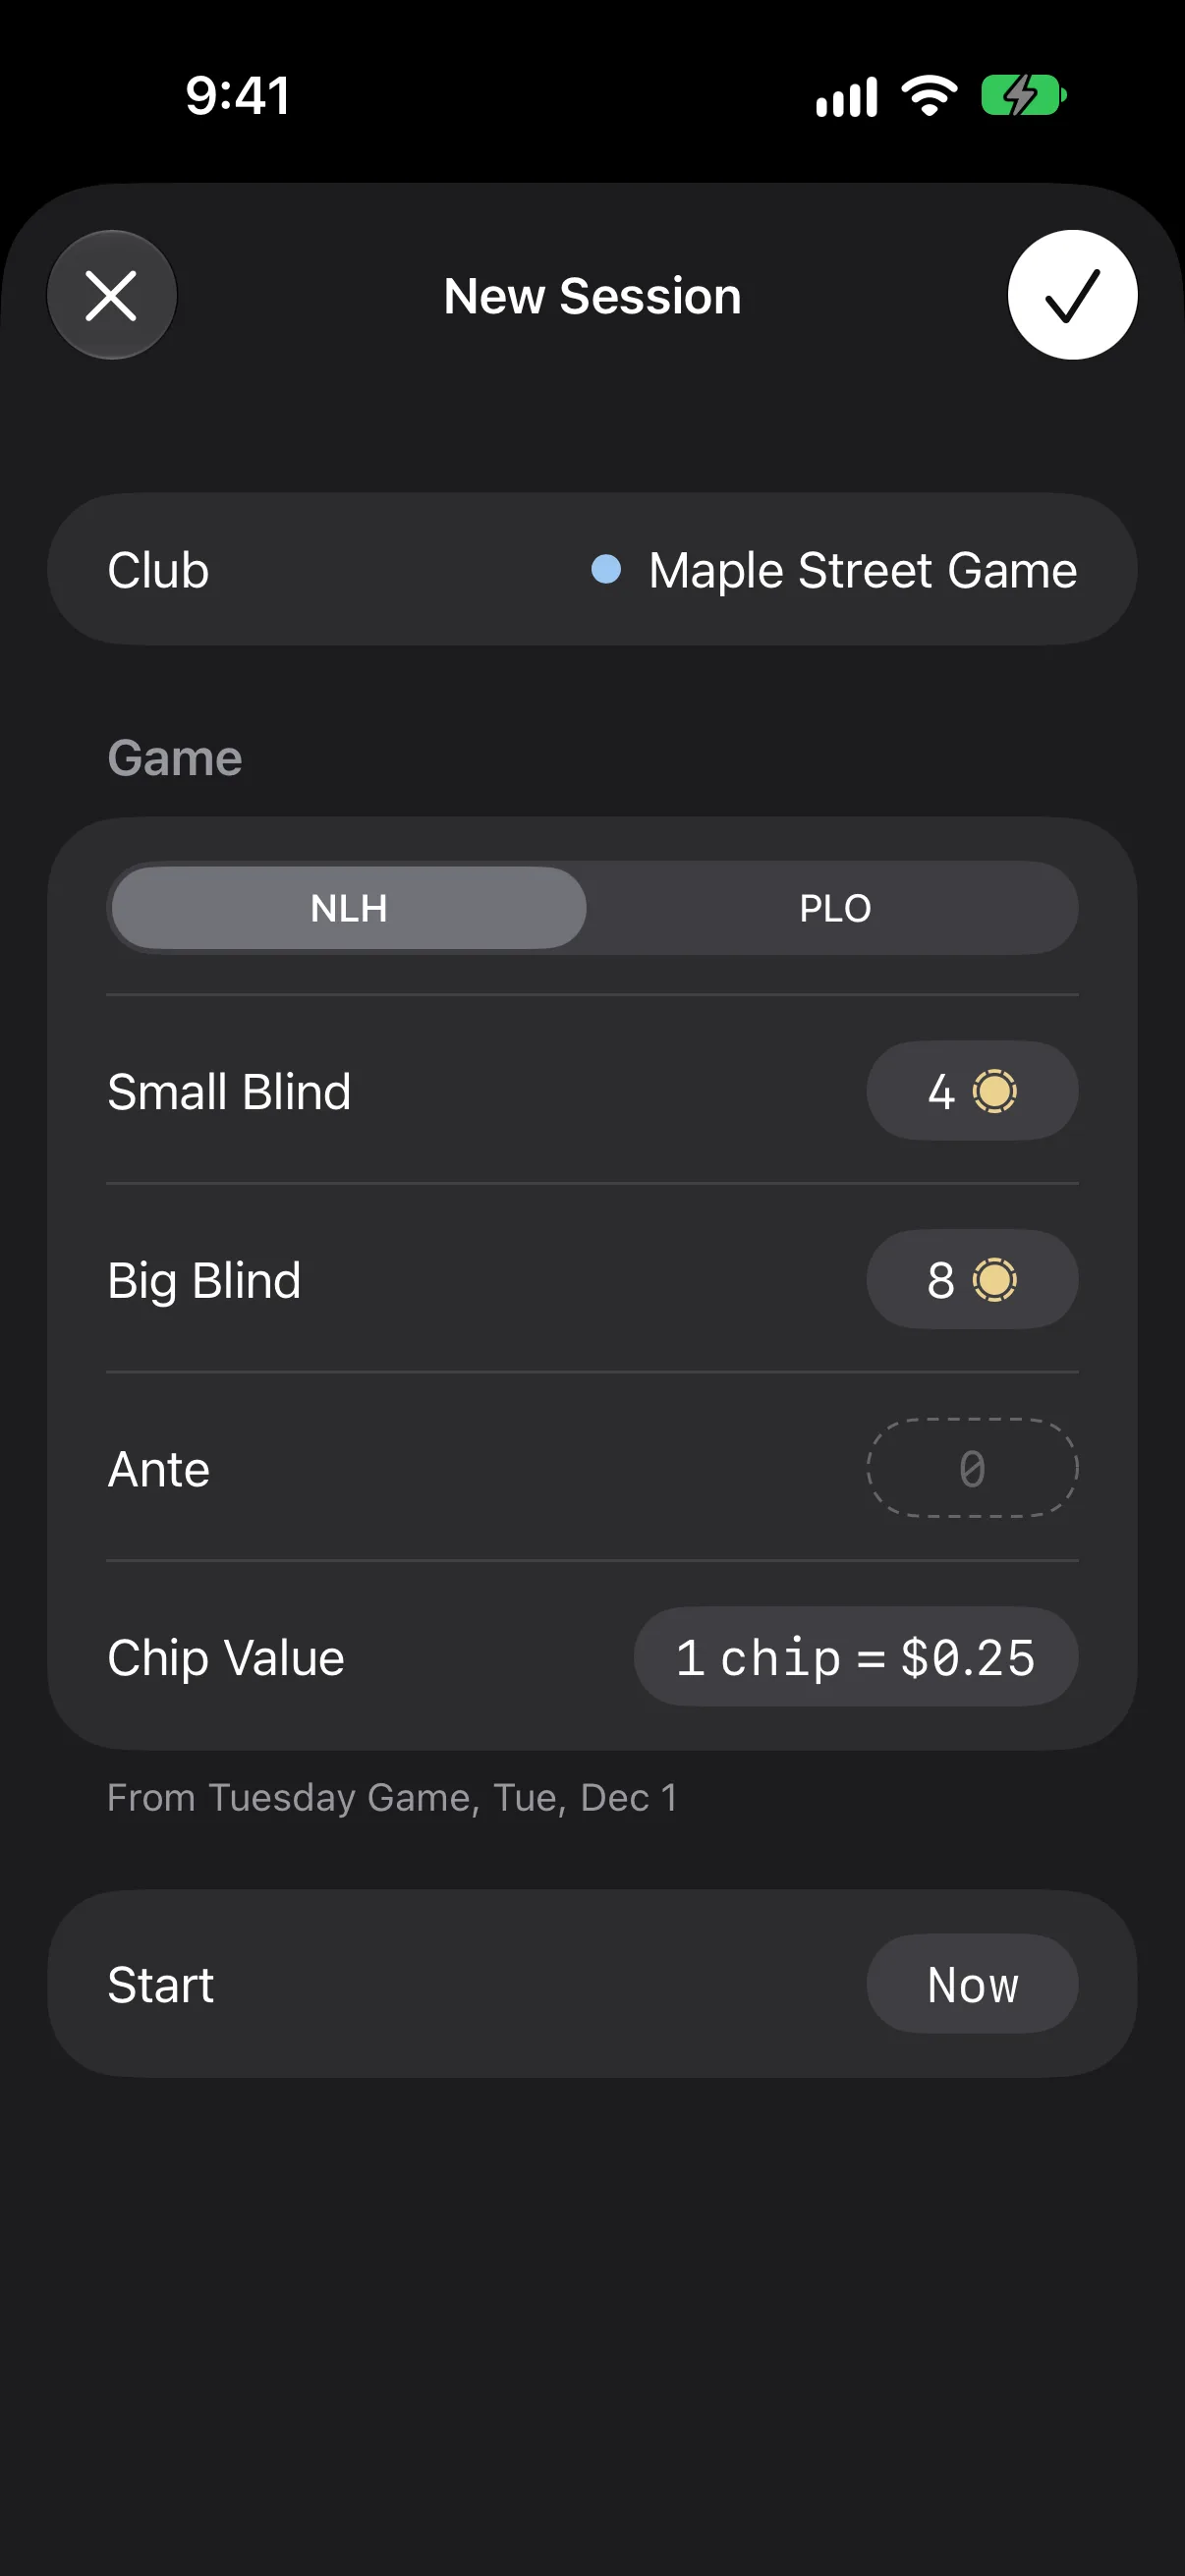 9:41
New Session
Club Maple Street Game
Game
NLH PLO
Small Blind 4
Big Blind 8
Ante 0
Chip Value 1 chip = $0.25
From Tuesday Game, Tue, Dec 1
Start Now